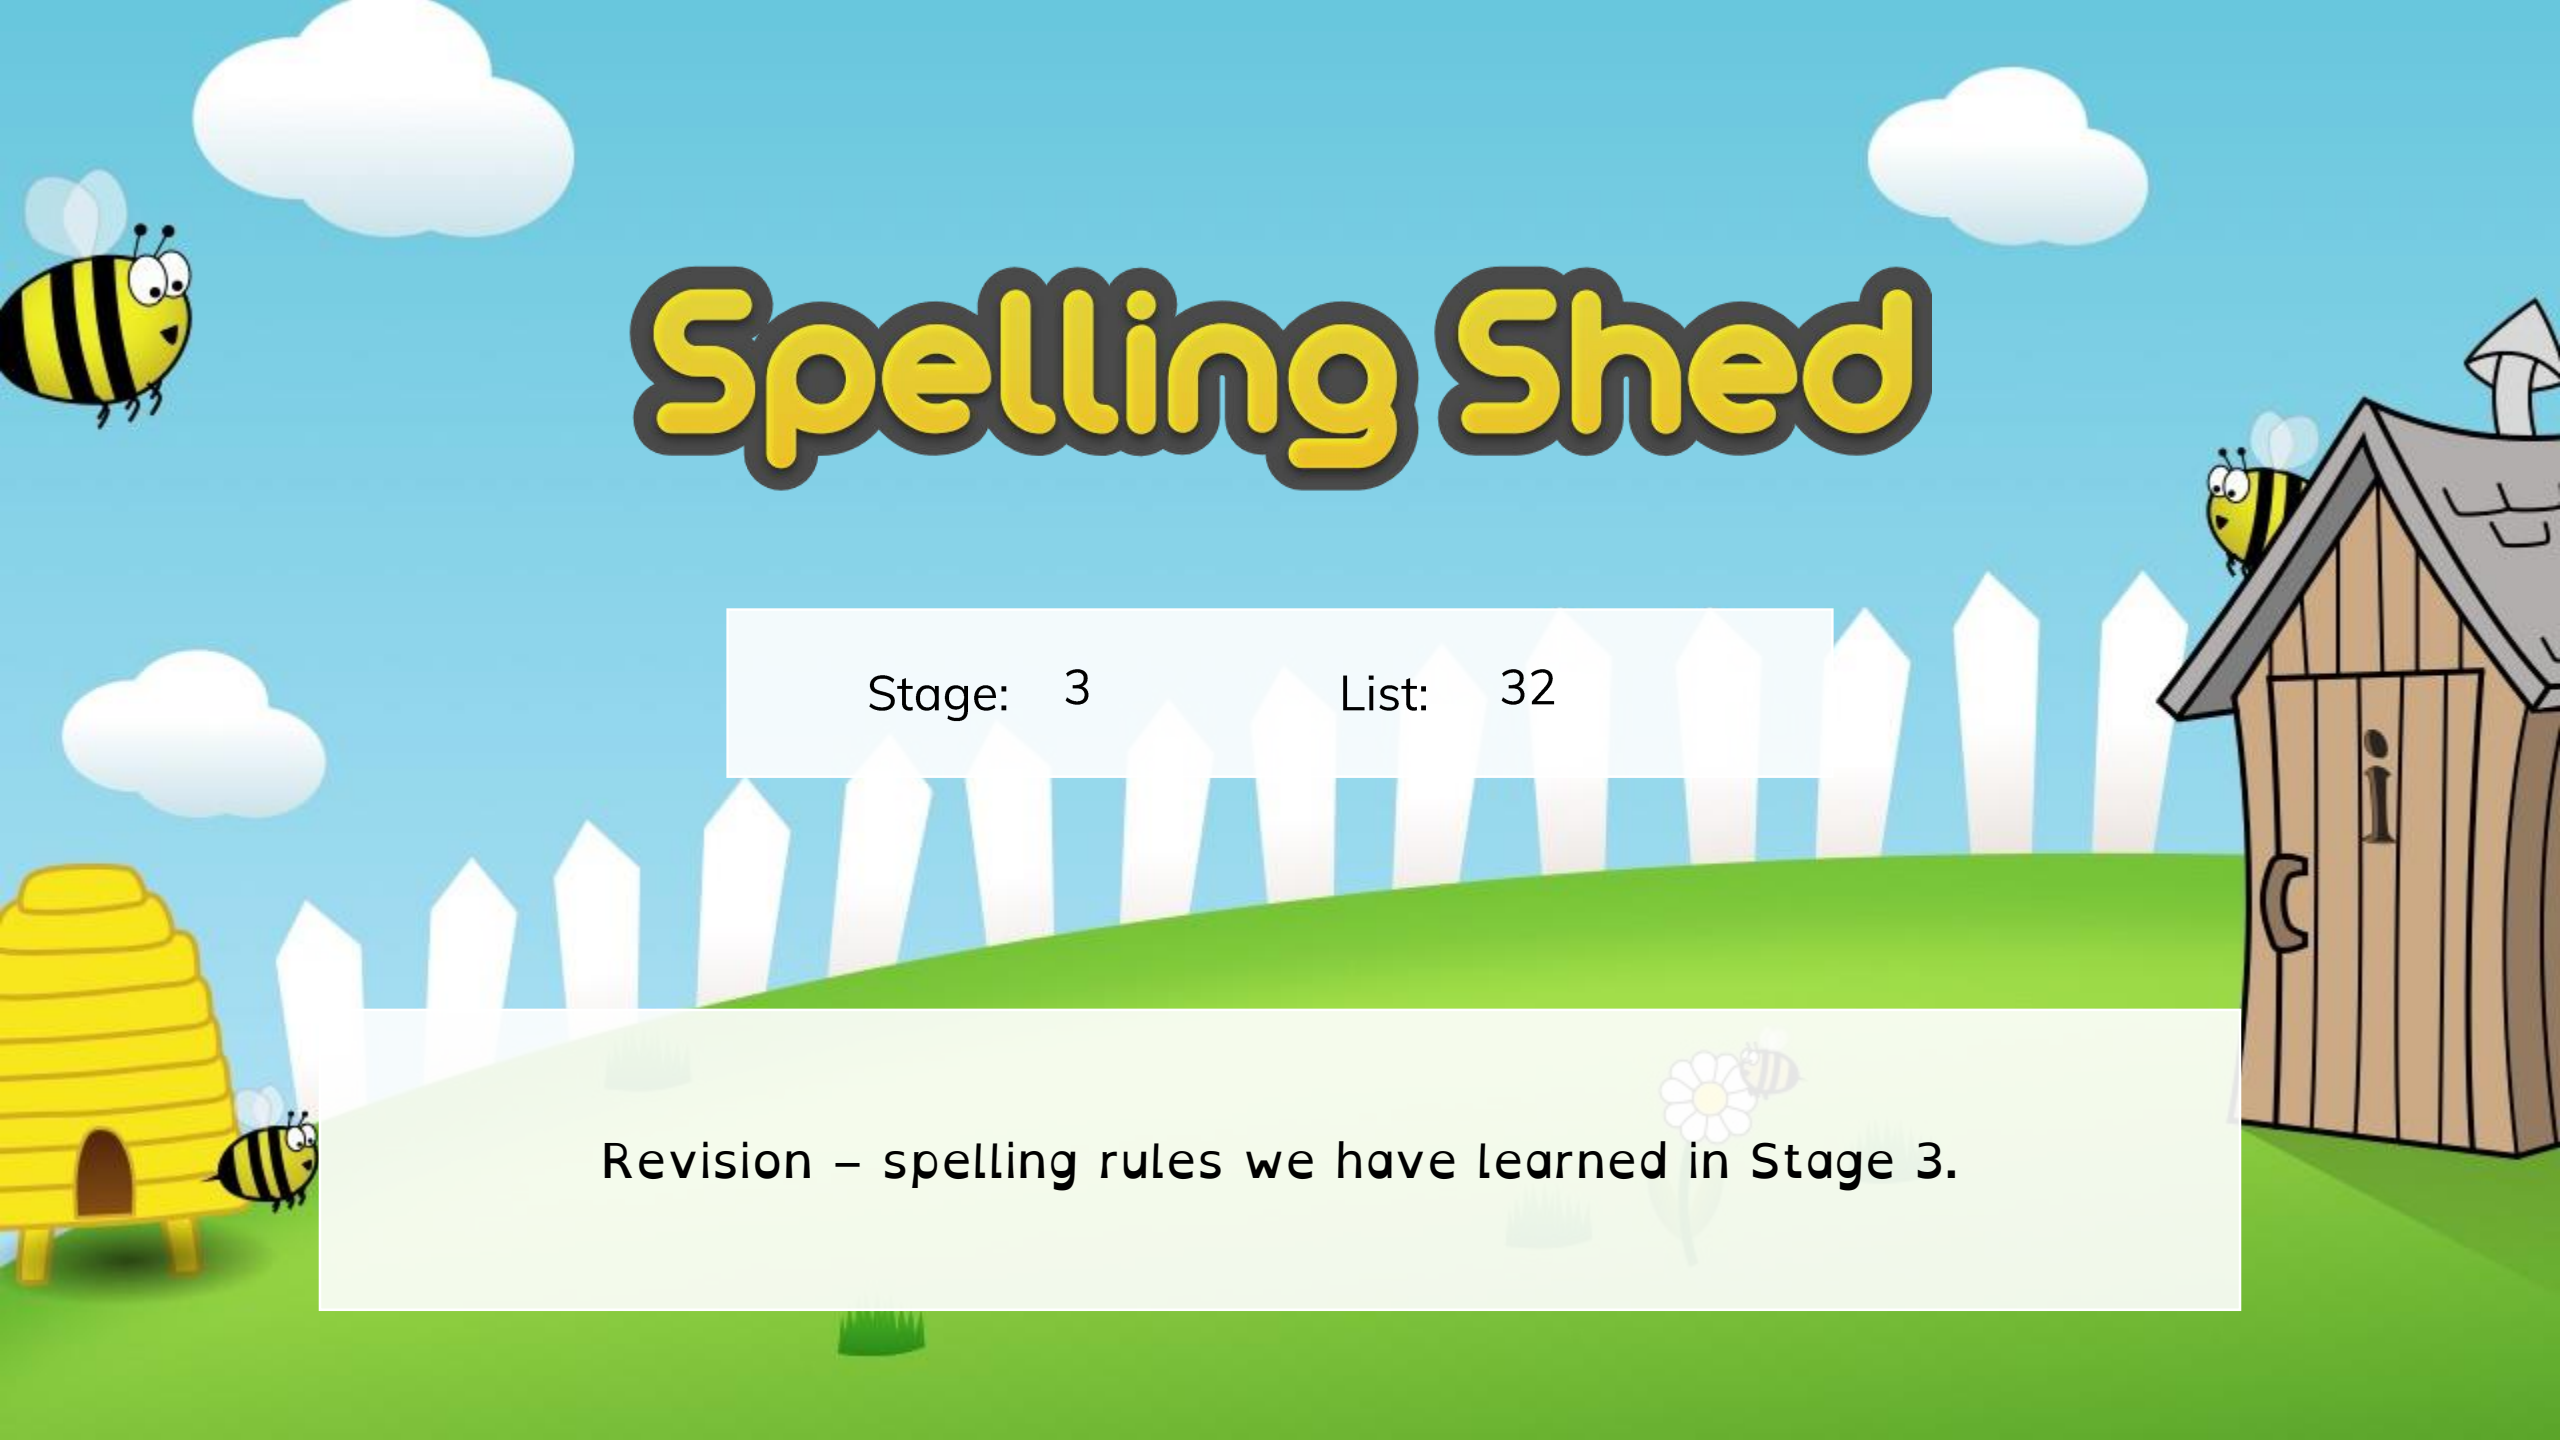 Spelling Shed
Stage: 3 List: 32
i
Revision – spelling rules we have learned in Stage 3.